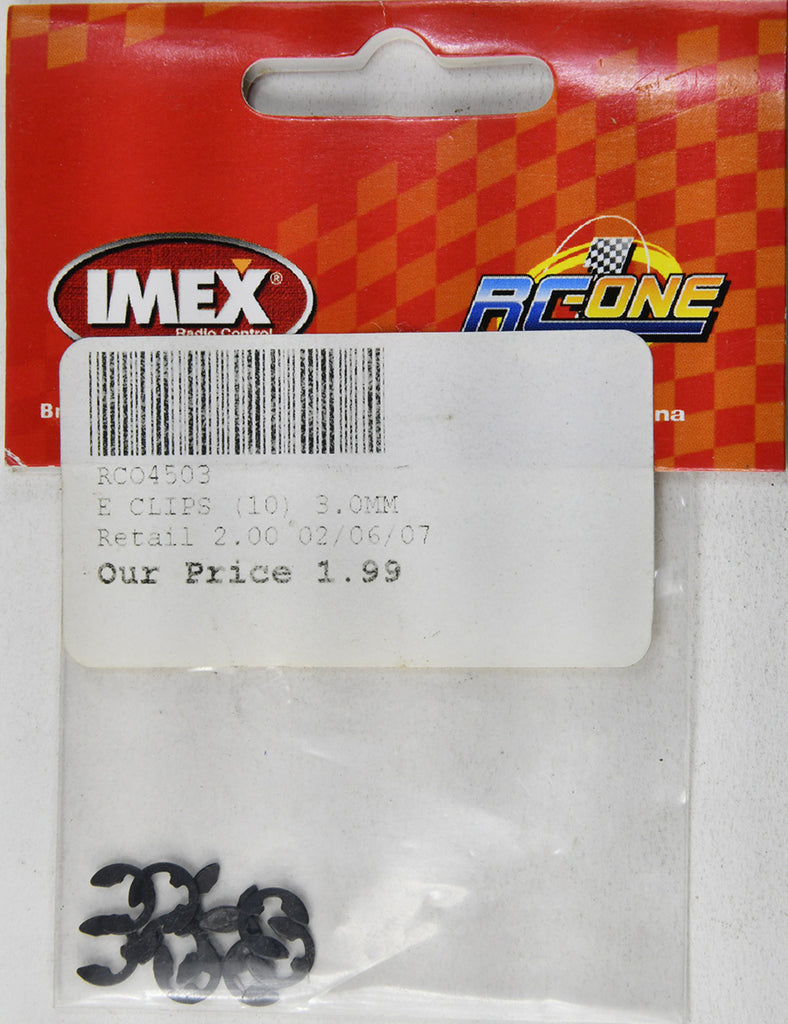 IMEX®
Radio Control
RC-ONE
RCO4503
E CLIPS (10) 3.0MM
Retail 2.00 02/06/07
Our Price 1.99